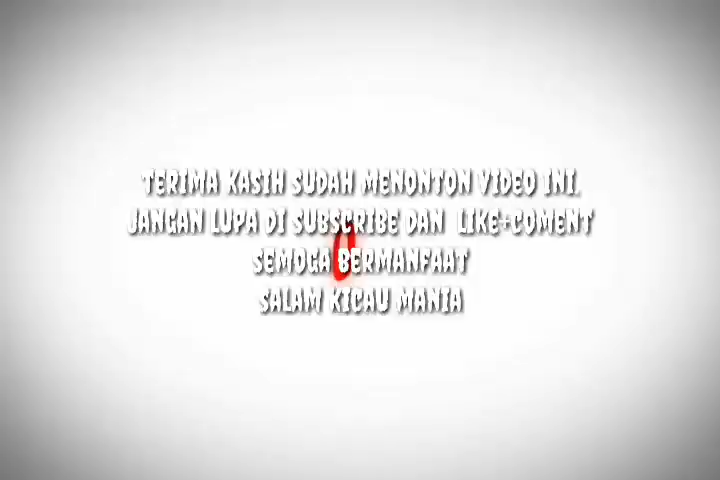 TERIMA KASIH SUDAH MENONTON VIDEO INI.
JANGAN LUPA DI SUBSCRIBE DAN LIKE+COMENT
SEMOGA BERMANFAAT
SALAM KICAU MANIA